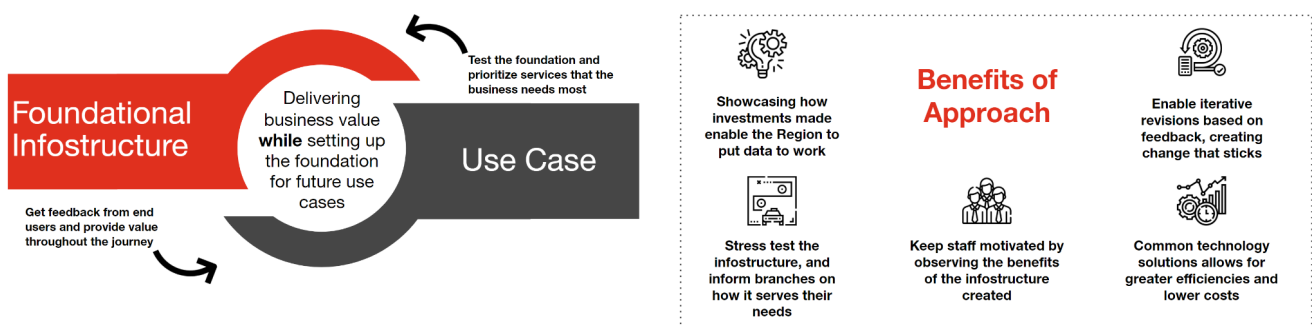 Foundational
Infostructure
Delivering
business value
while setting up
the foundation
for future use
cases
Test the foundation and
prioritize services that the
business needs most
Use Case
Get feedback from end
users and provide value
throughout the journey
Benefits of
Approach
Showcasing how
investments made
enable the Region to
put data to work
Enable iterative
revisions based on
feedback, creating
change that sticks
Stress test the
infostructure, and
inform branches on
how it serves their
needs
Keep staff motivated by
observing the benefits
of the infostructure
created
Common technology
solutions allows for
greater efficiencies and
lower costs